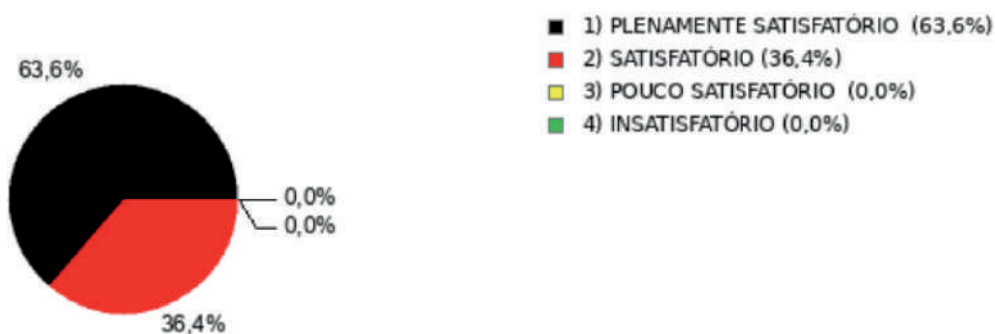 1) PLENAMENTE SATISFATÓRIO (63,6%)
2) SATISFATÓRIO (36,4%)
3) POUCO SATISFATÓRIO (0,0%)
4) INSATISFATÓRIO (0,0%)
63,6%
0,0%
0,0%
36,4%